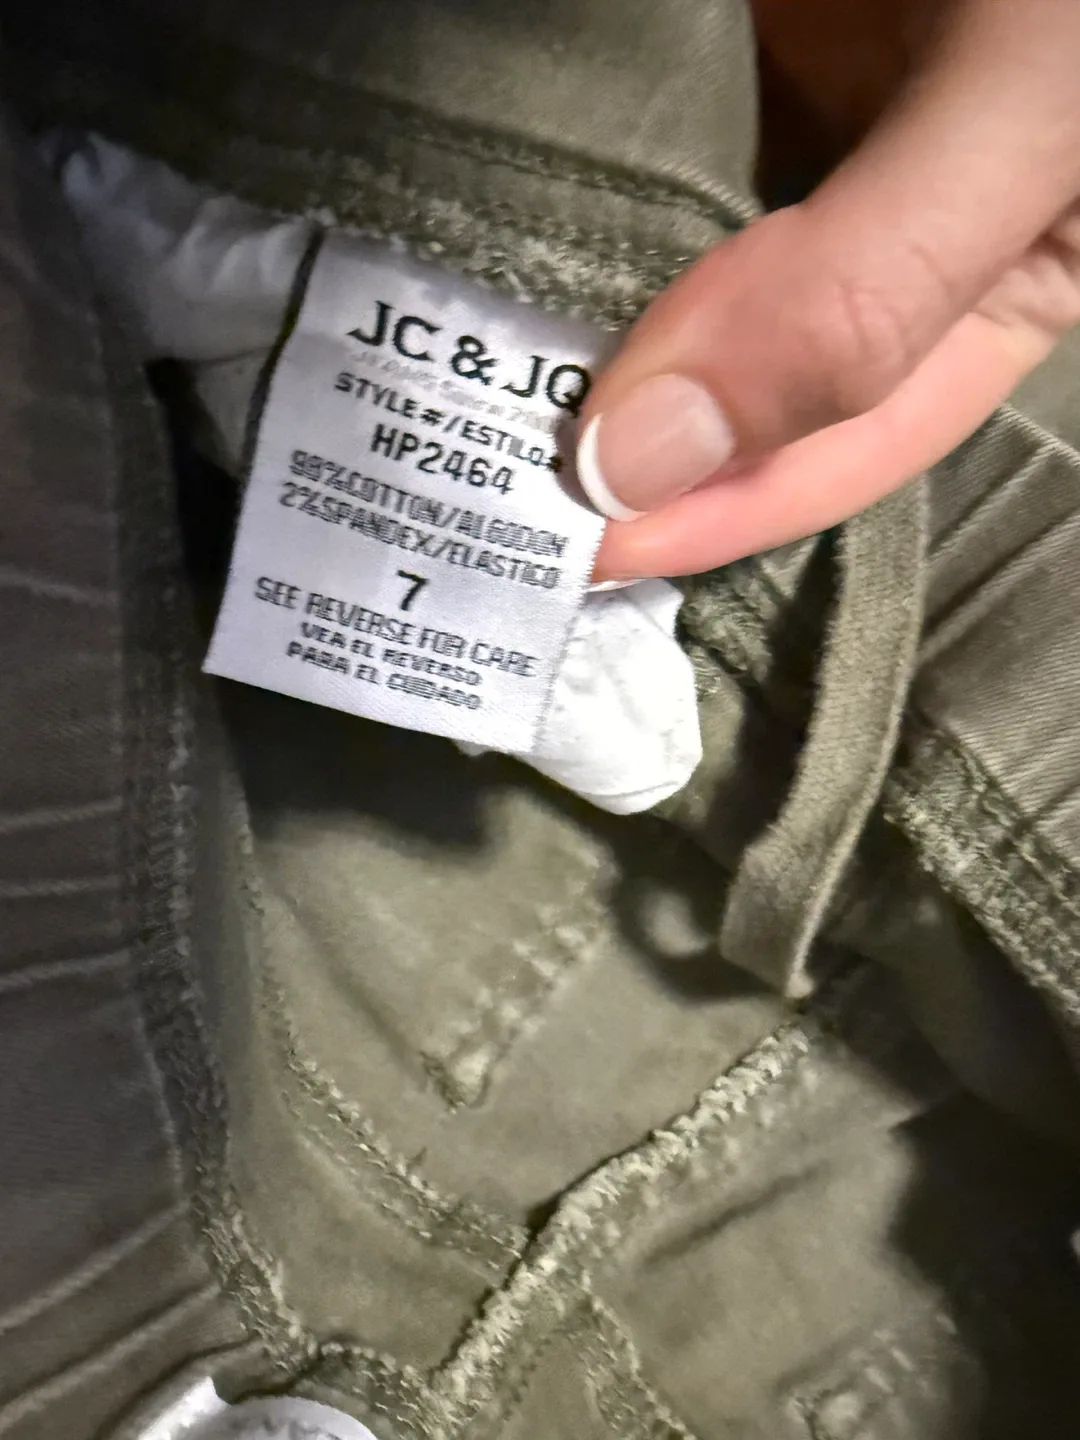 JC & JQ
STYLE#/ESTILO#
HP2464
98%COTTON/ALGODON
2%SPANDEX/ELASTICO
7
SEE REVERSE FOR CARE
VEA EL REVERSO
PARA EL CUIDADO